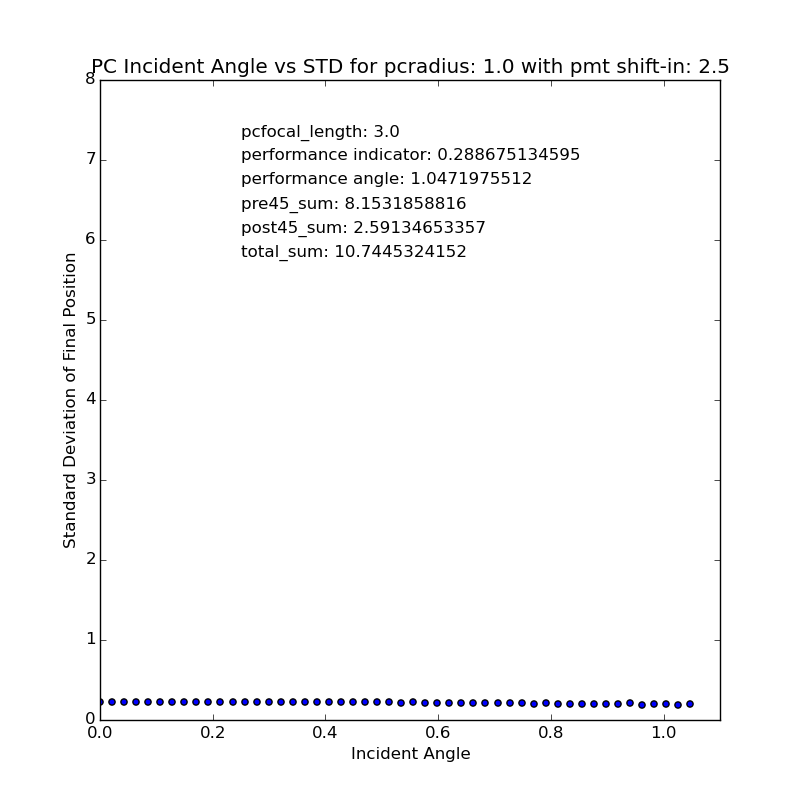 PC Incident Angle vs STD for pcradius: 1.0 with pmt shift-in: 2.5
8
pcfocal_length: 3.0
performance indicator: 0.288675134595
performance angle: 1.0471975512
pre45_sum: 8.1531858816
post45_sum: 2.59134653357
total_sum: 10.7445324152
7
6
5
4
3
2
1
0
Standard Deviation of Final Position
0.0 0.2 0.4 0.6 0.8 1.0
Incident Angle